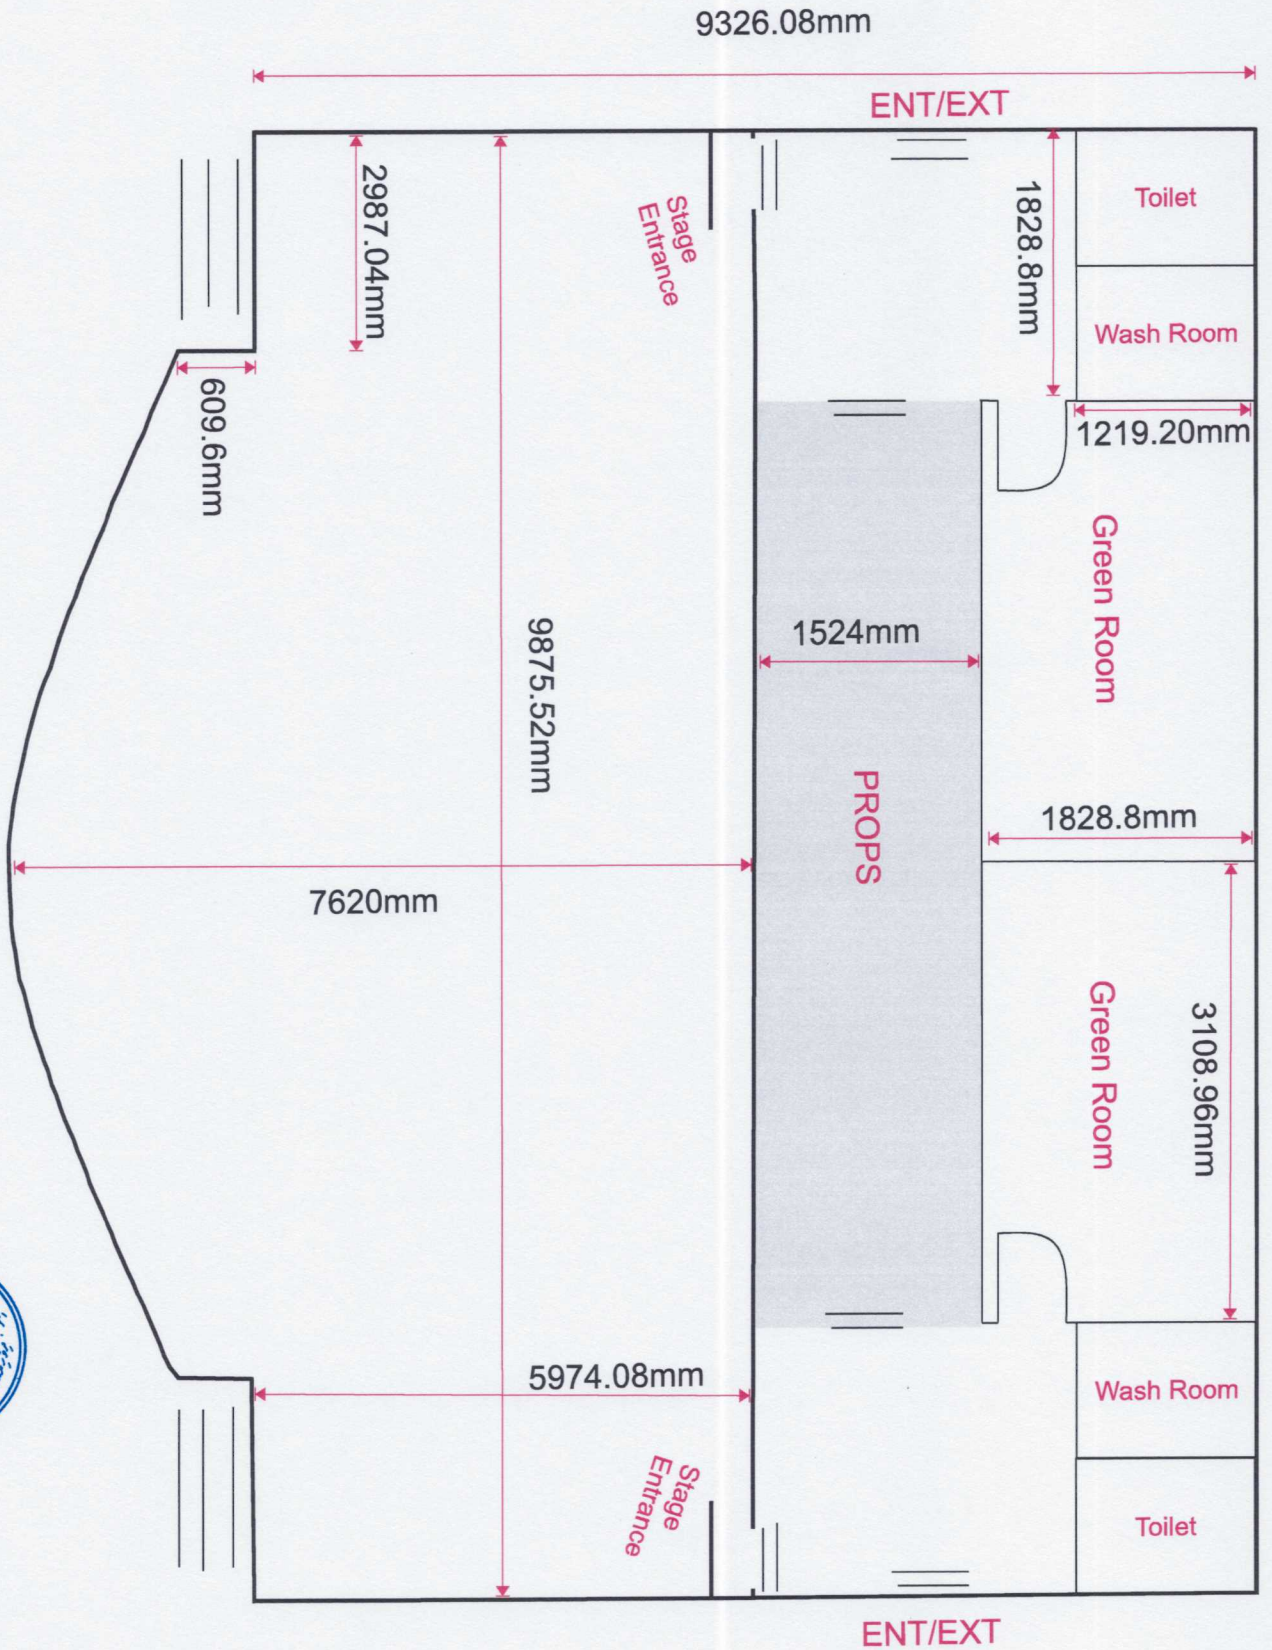 9326.08mm
ENT/EXT
2987.04mm
Stage
Entrance
1828.8mm
Toilet
Wash Room
609.6mm
1219.20mm
Green Room
9875.52mm
1524mm
PROPS
1828.8mm
7620mm
Green Room
3108.96mm
5974.08mm
Wash Room
Stage
Entrance
Toilet
ENT/EXT